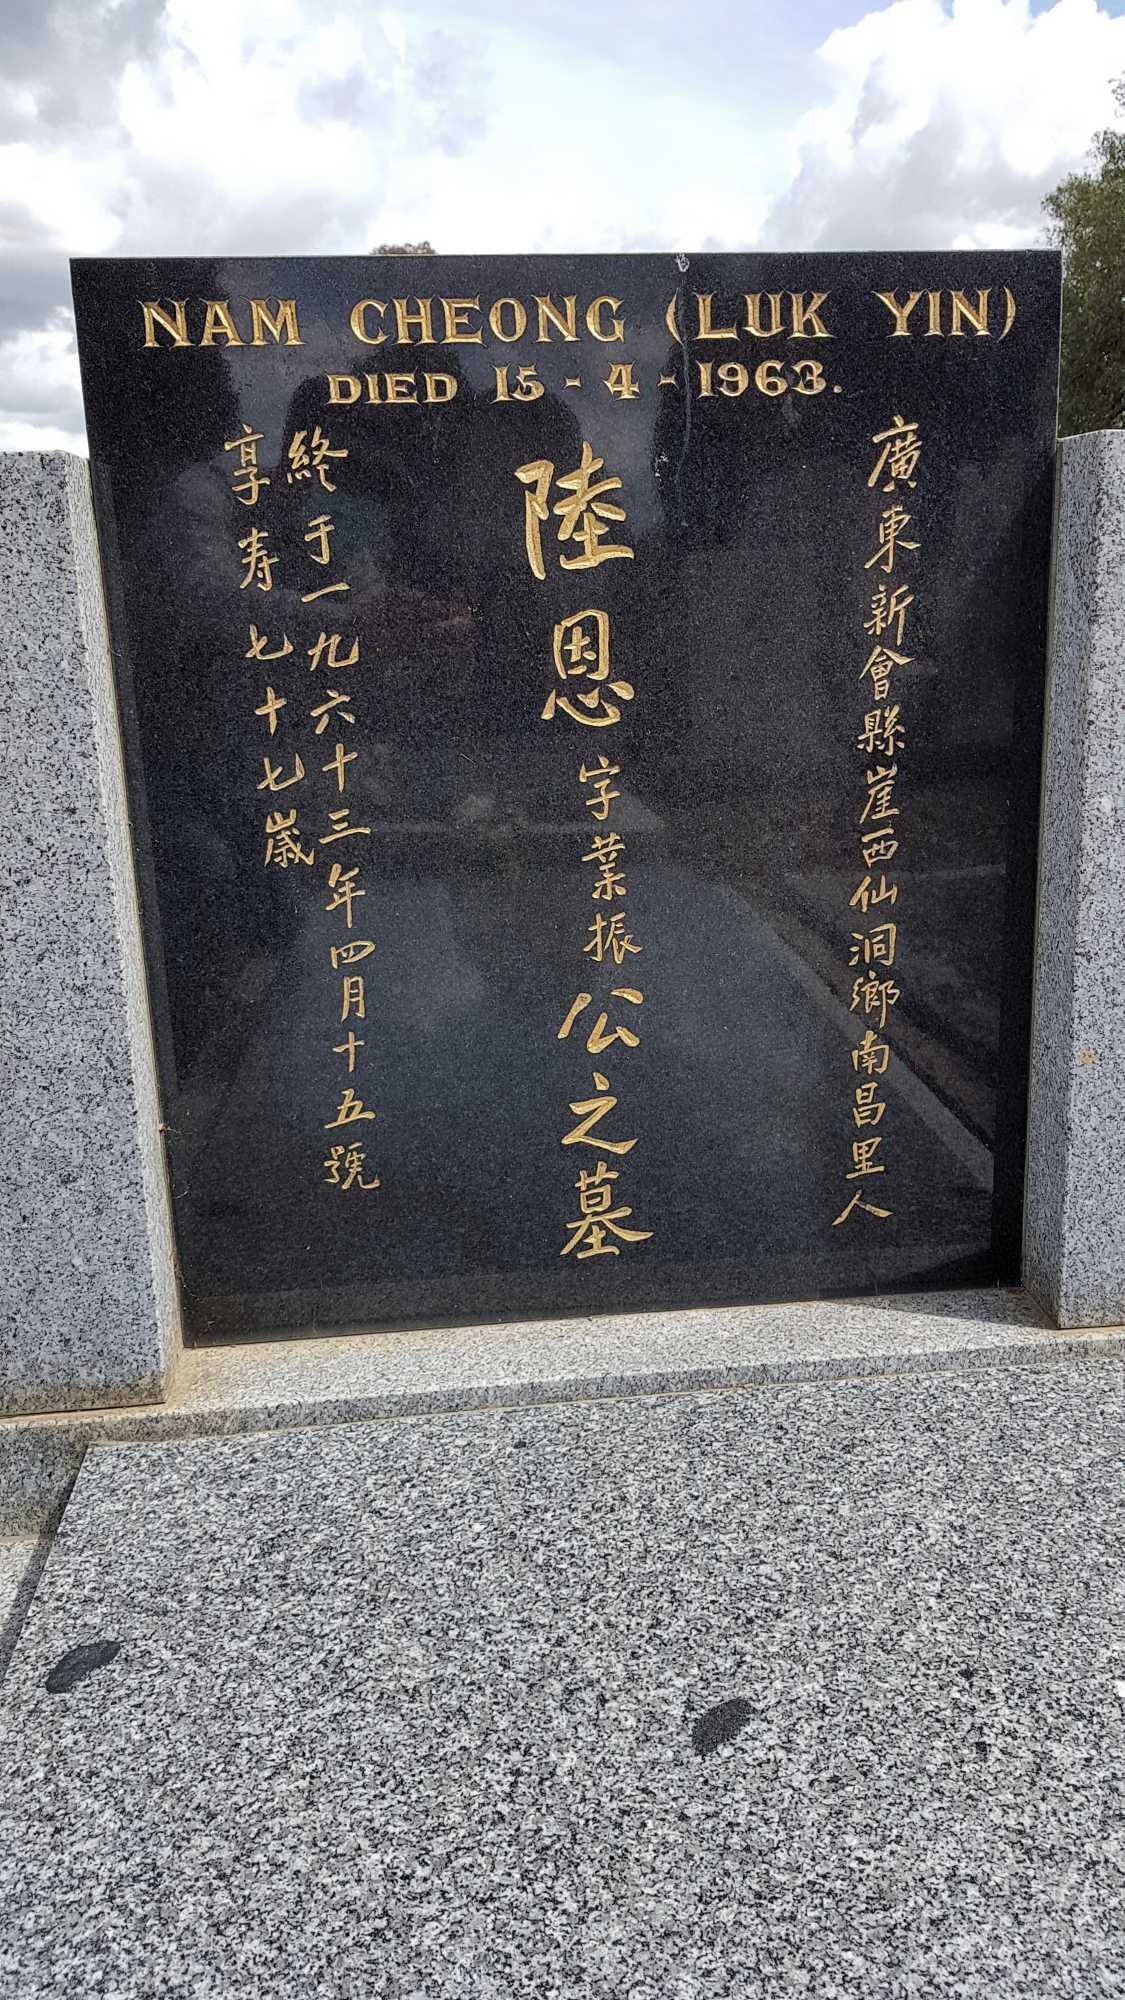 NAM CHEONG (LUK YIN)
DIED 15-4-1963.
廣東新會縣崖西仙洞鄉南昌里人
陸恩字業振公之墓
終于一九六十三年四月十五號
享寿七十七歲